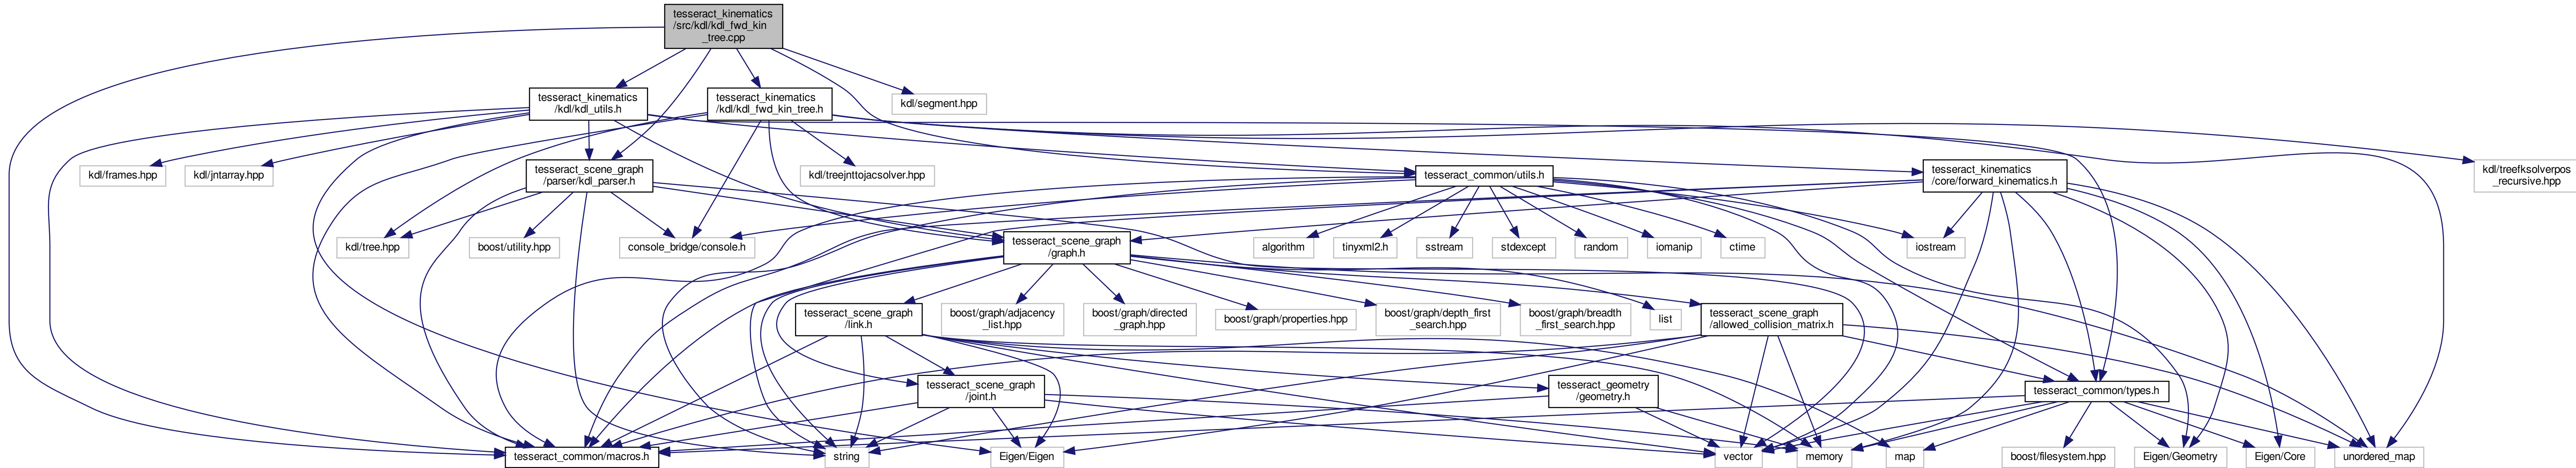 tesseract_kinematics
/src/kdl/kdl_fwd_kin
_tree.cpp
tesseract_kinematics
/kdl/kdl_utils.h
tesseract_kinematics
/kdl/kdl_fwd_kin_tree.h
kdl/segment.hpp
kdl/frames.hpp
kdl/jntarray.hpp
tesseract_scene_graph
/parser/kdl_parser.h
kdl/treejnttojacsolver.hpp
tesseract_common/utils.h
tesseract_kinematics
/core/forward_kinematics.h
kdl/treefksolverpos
_recursive.hpp
kdl/tree.hpp
boost/utility.hpp
console_bridge/console.h
tesseract_scene_graph
/graph.h
algorithm
tinyxml2.h
sstream
stdexcept
random
iomanip
ctime
iostream
tesseract_scene_graph
/link.h
boost/graph/adjacency
_list.hpp
boost/graph/directed
_graph.hpp
boost/graph/properties.hpp
boost/graph/depth_first
_search.hpp
boost/graph/breadth
_first_search.hpp
list
tesseract_scene_graph
/allowed_collision_matrix.h
tesseract_scene_graph
/joint.h
tesseract_geometry
/geometry.h
tesseract_common/types.h
tesseract_common/macros.h
string
Eigen/Eigen
vector
memory
map
boost/filesystem.hpp
Eigen/Geometry
Eigen/Core
unordered_map